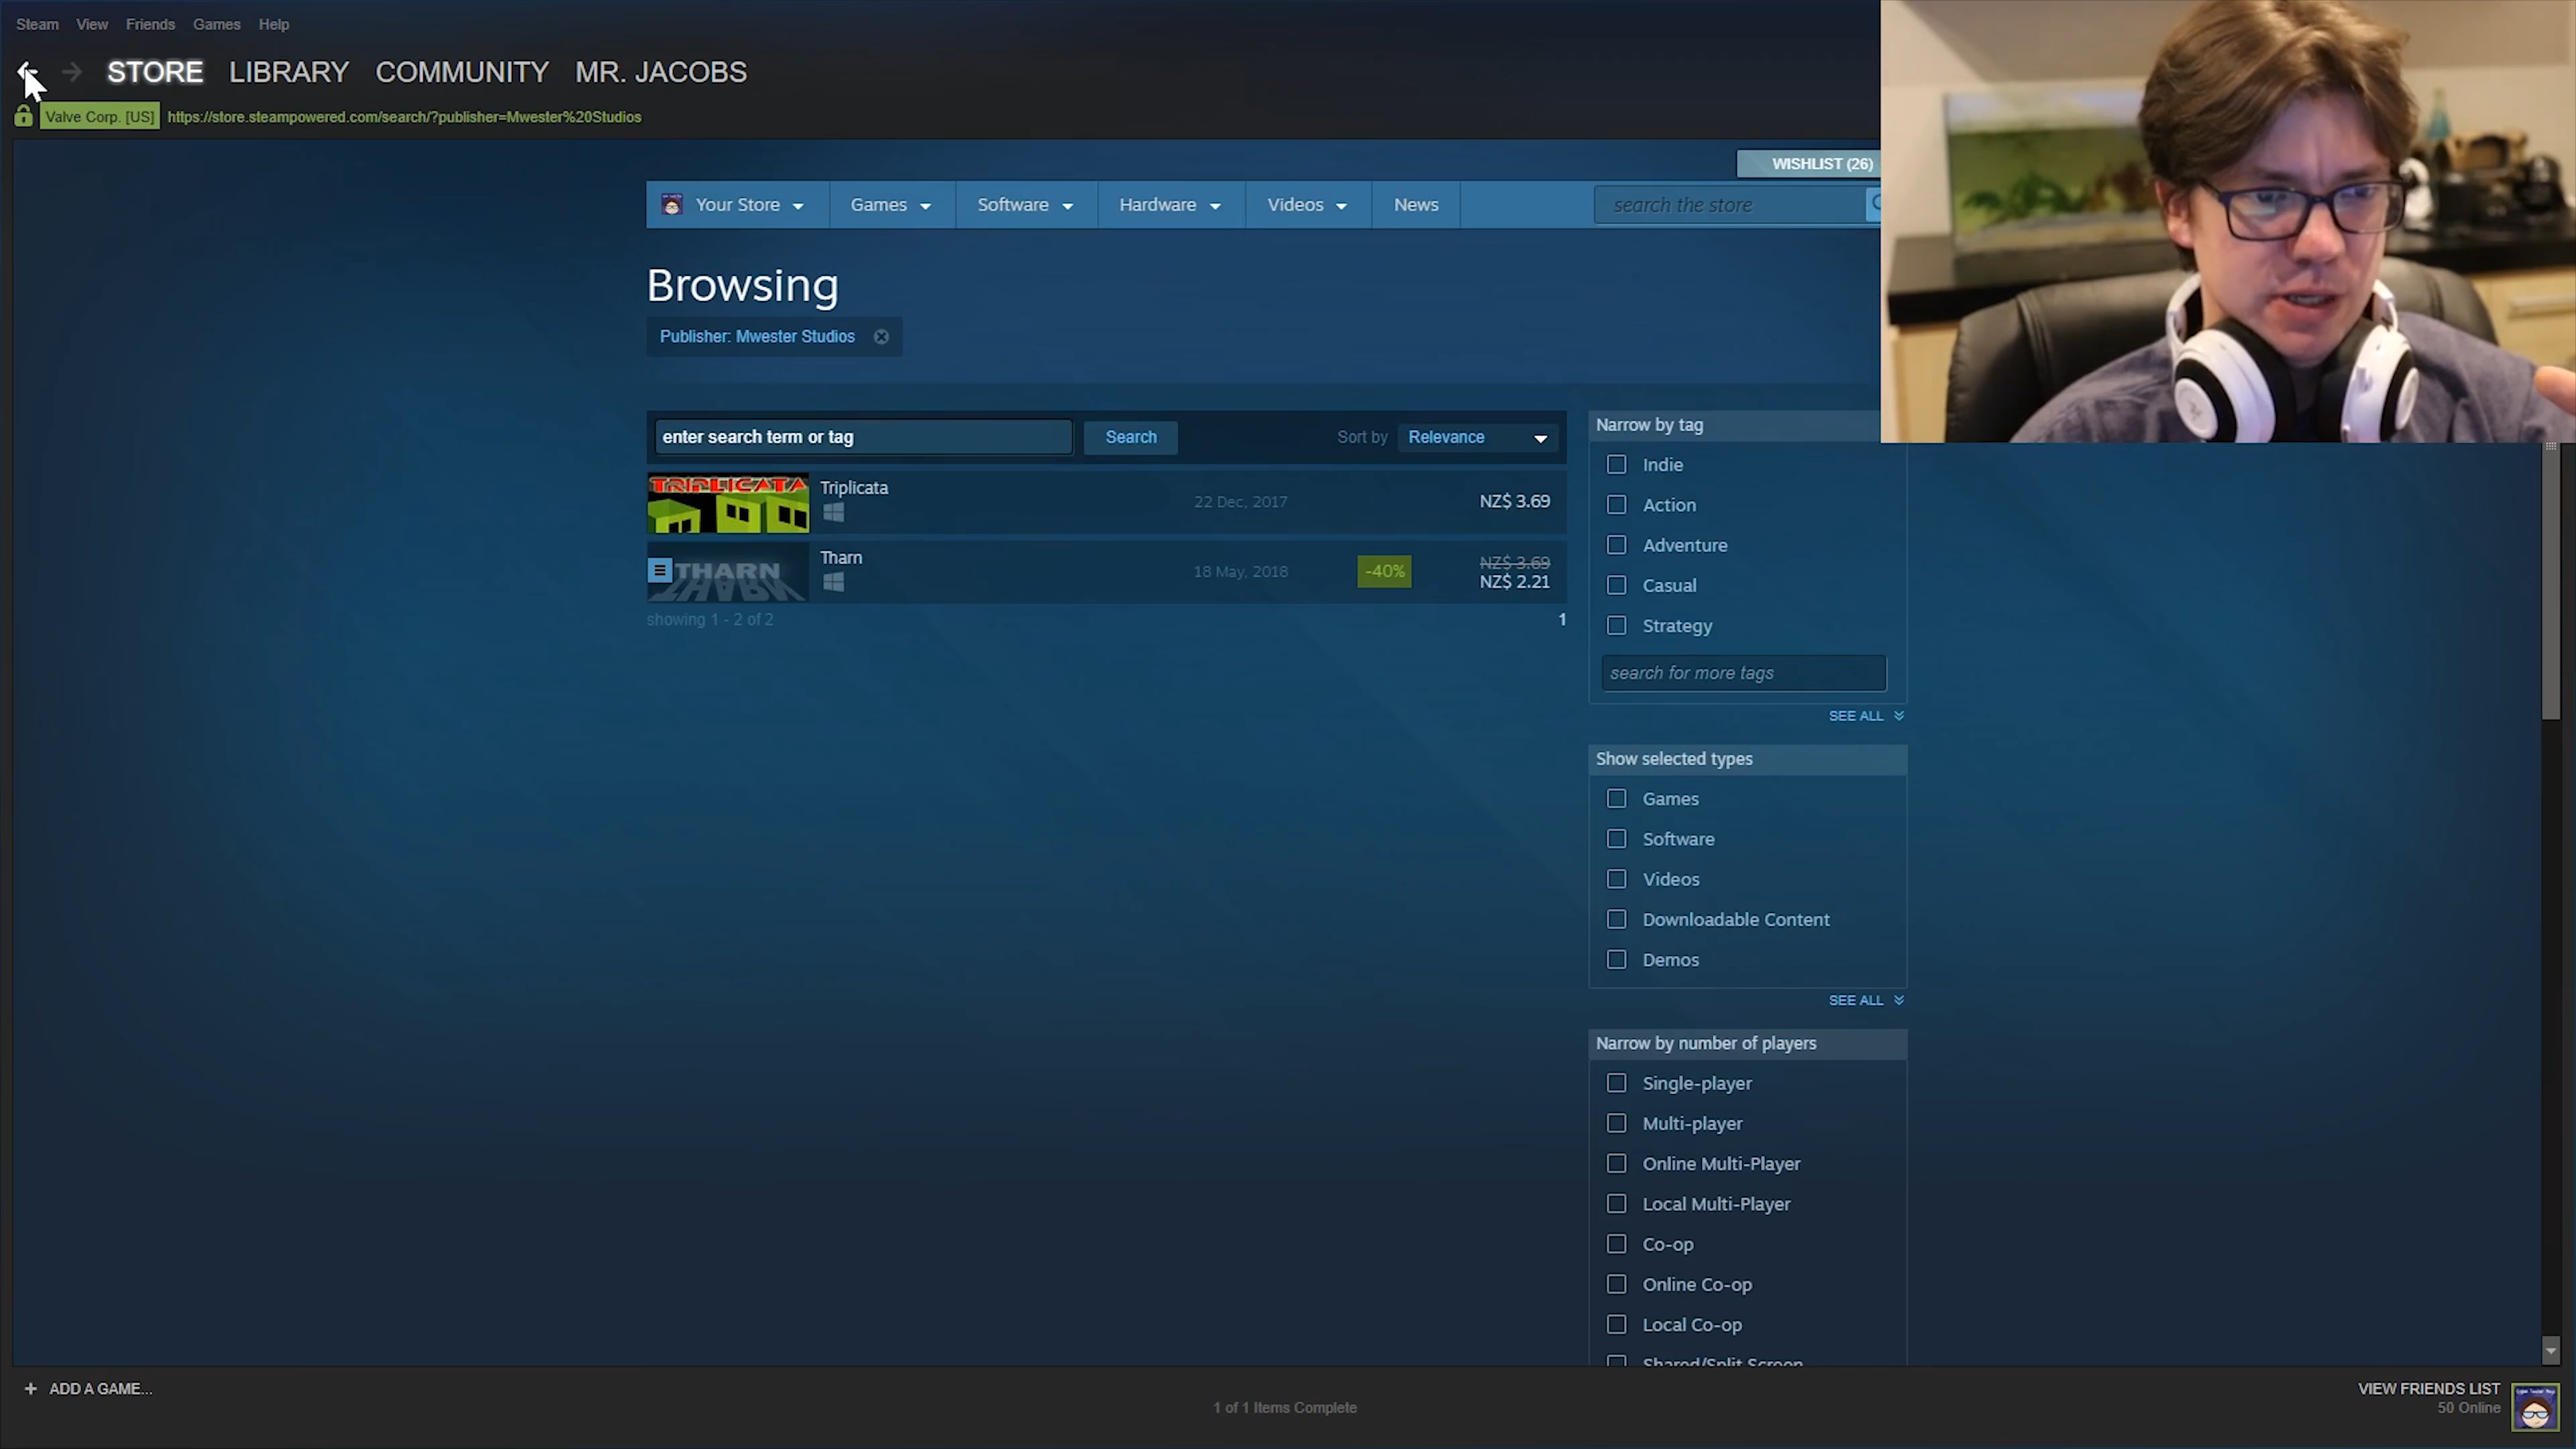 Steam View Friends Games Help
STORE LIBRARY COMMUNITY MR. JACOBS
Valve Corp. [US] https://store.steampowered.com/search/?publisher=Mwester%20Studios
WISHLIST (26)
Your Store Games Software Hardware Videos News search the store
Browsing
Publisher: Mwester Studios
enter search term or tag Search Sort by Relevance
TRIPLICATA Triplicata 22 Dec, 2017 NZ$ 3.69
THARN Tharn 18 May, 2018 -40% NZ$ 3.69 NZ$ 2.21
showing 1 - 2 of 2 1
Narrow by tag
Indie
Action
Adventure
Casual
Strategy
search for more tags
SEE ALL
Show selected types
Games
Software
Videos
Downloadable Content
Demos
SEE ALL
Narrow by number of players
Single-player
Multi-player
Online Multi-Player
Local Multi-Player
Co-op
Online Co-op
Local Co-op
Shared/Split Screen
+ ADD A GAME...
1 of 1 Items Complete
VIEW FRIENDS LIST
50 Online